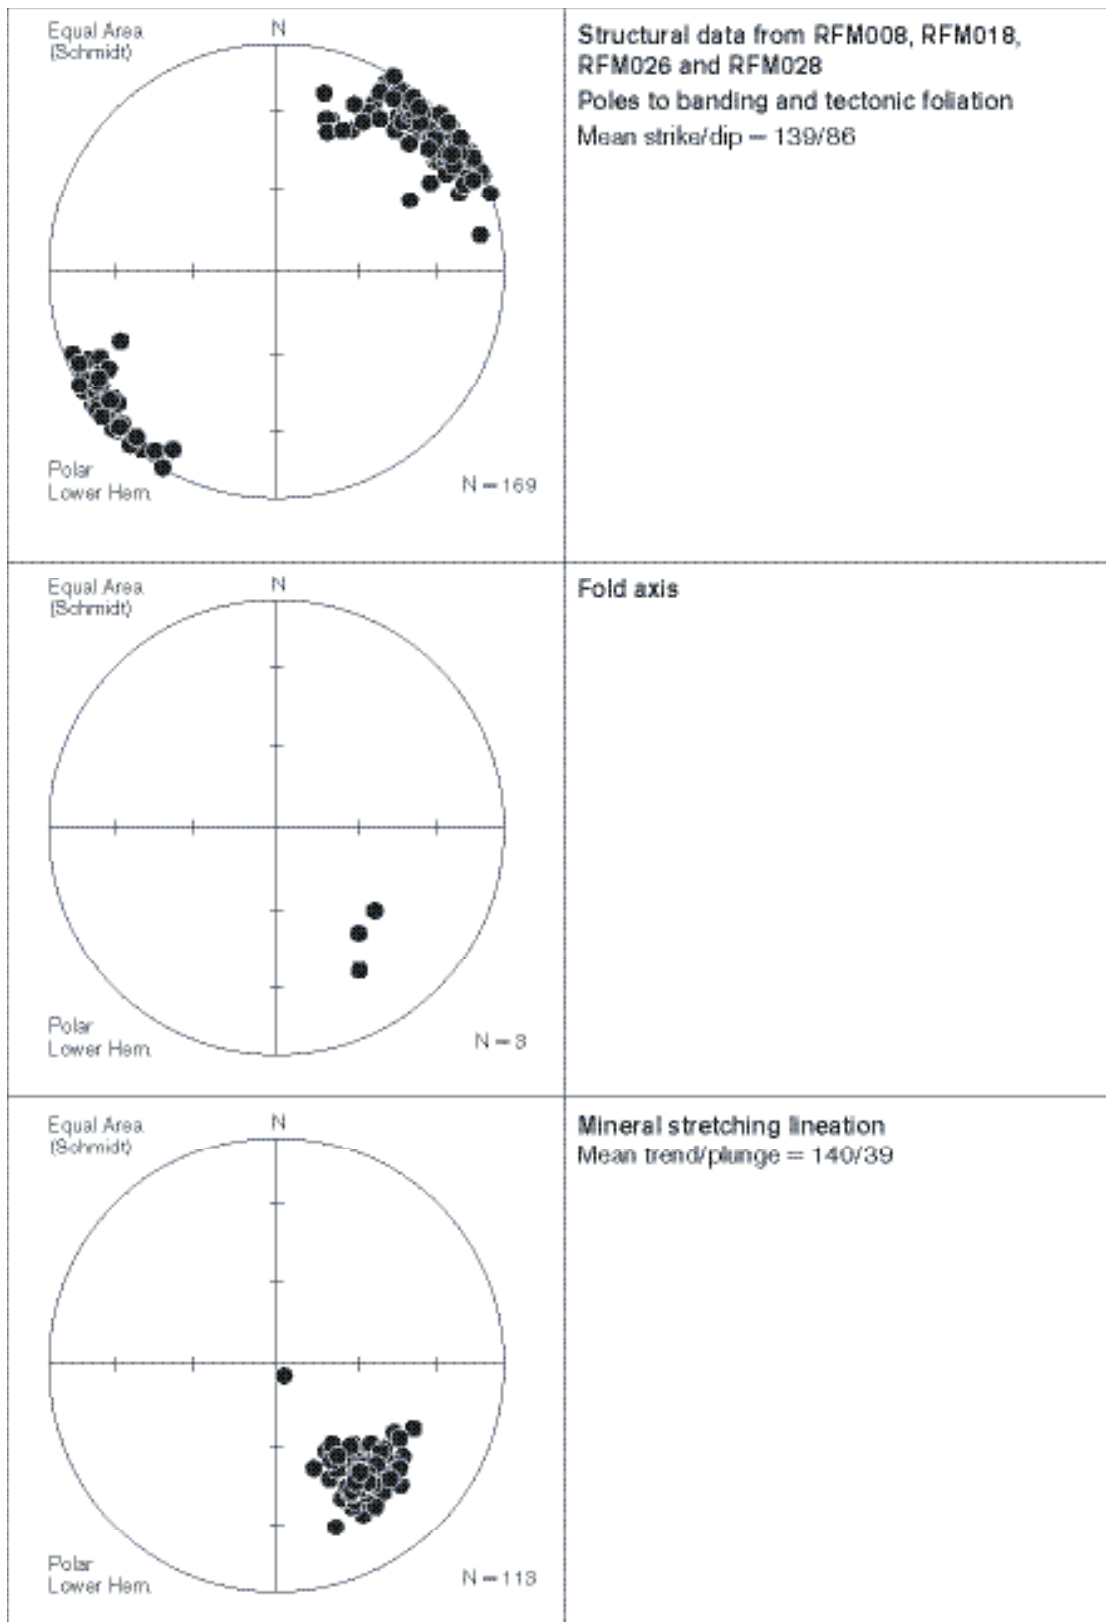 Equal Area
(Schmidt)
N
Polar
Lower Hem.
N = 169
Structural data from RFM008, RFM018,
RFM026 and RFM028
Poles to banding and tectonic foliation
Mean strike/dip = 139/86
Equal Area
(Schmidt)
N
Polar
Lower Hem.
N = 3
Fold axis
Equal Area
(Schmidt)
N
Polar
Lower Hem.
N = 113
Mineral stretching lineation
Mean trend/plunge = 140/39